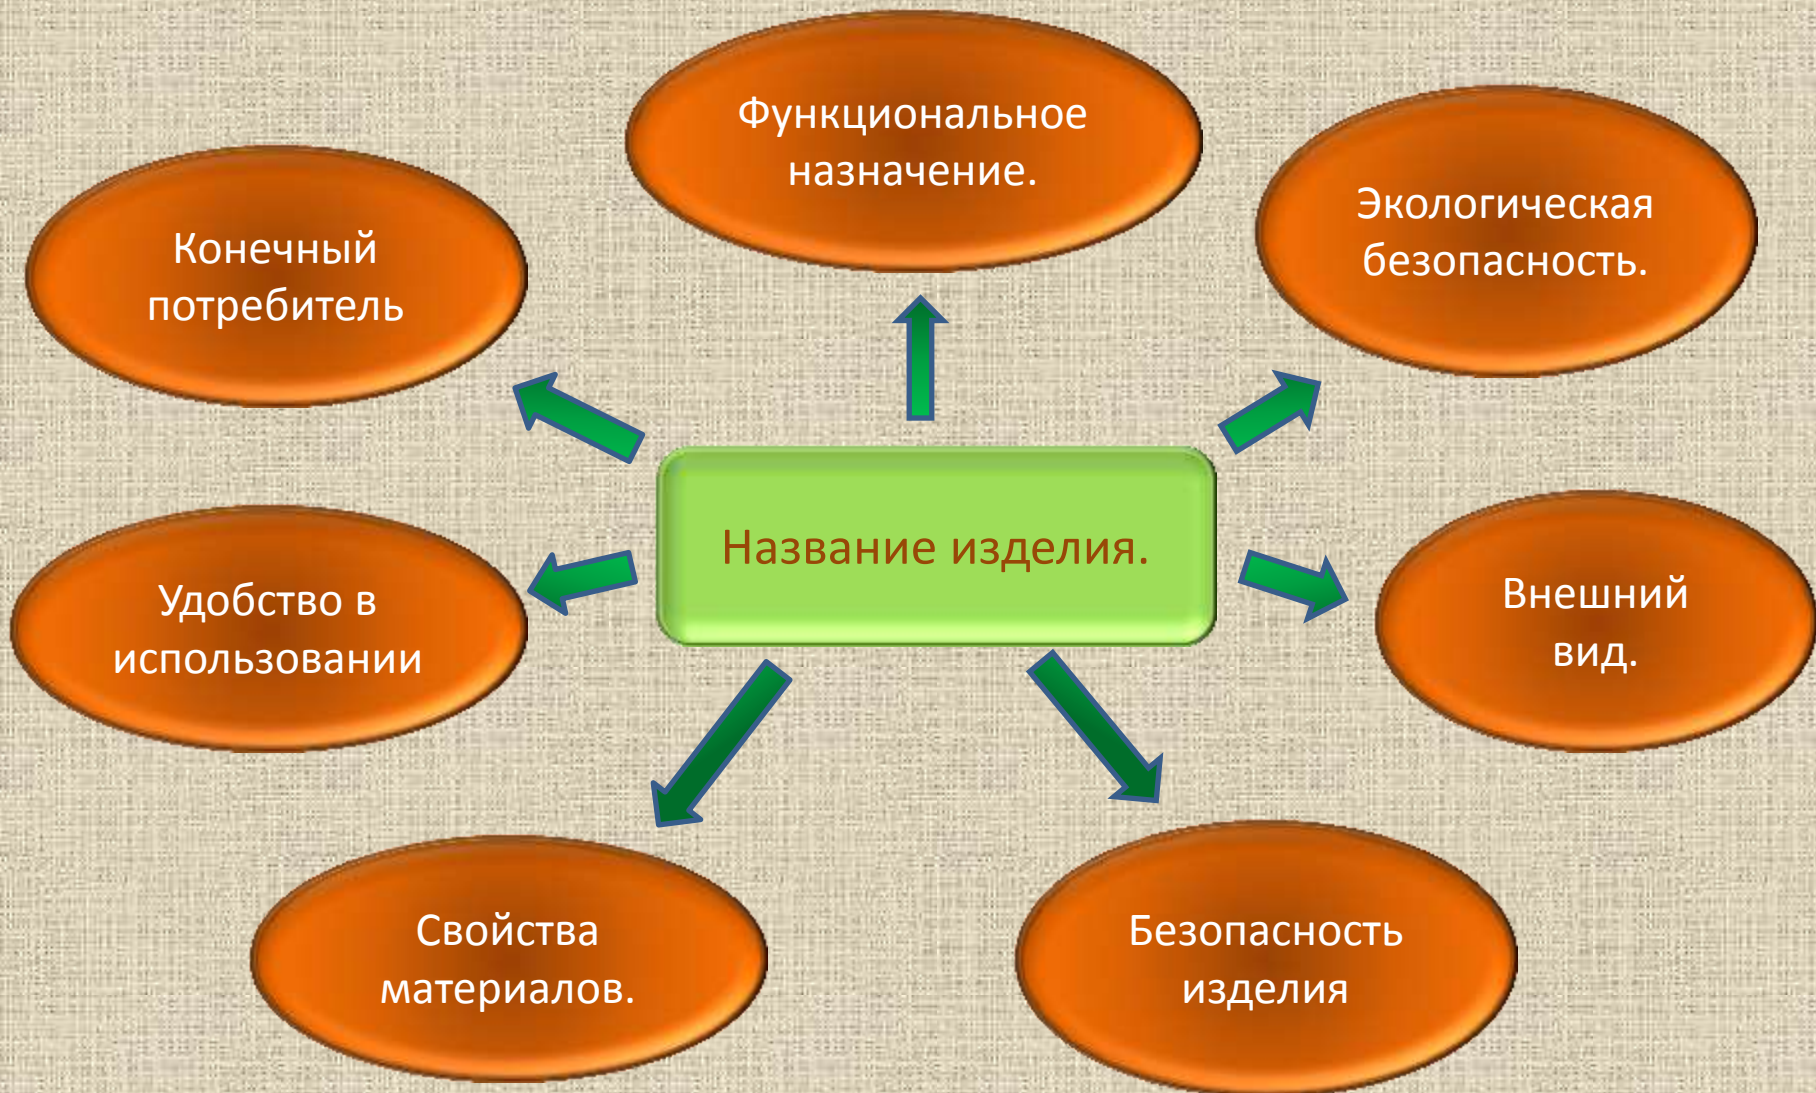 Функциональное
назначение.
Экологическая
безопасность.
Конечный
потребитель
Название изделия.
Удобство в
использовании
Внешний
вид.
Свойства
материалов.
Безопасность
изделия